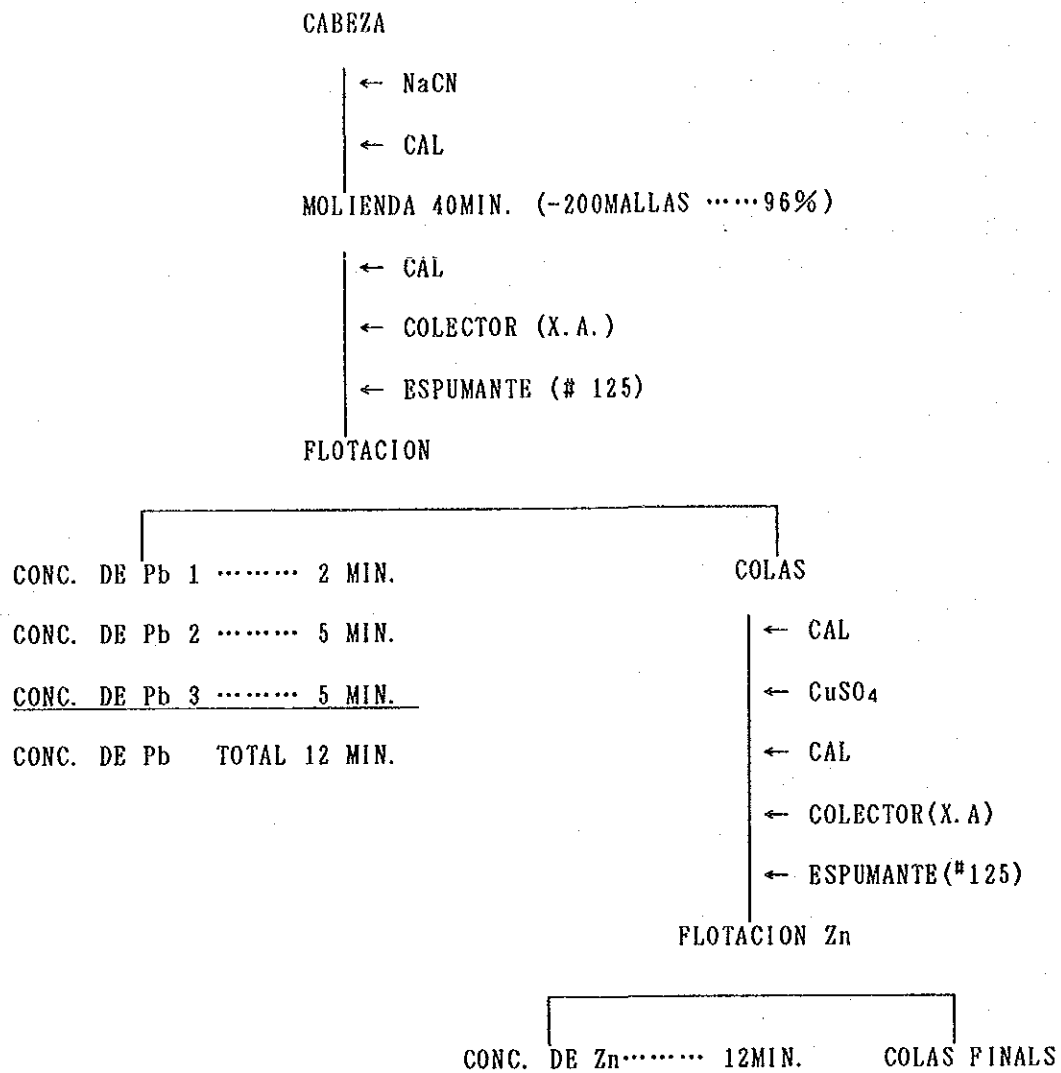 CABEZA
← NaCN
← CAL
MOLIENDA 40MIN. (-200MALLAS ……96%)
← CAL
← COLECTOR (X.A.)
← ESPUMANTE (# 125)
FLOTACION
CONC. DE Pb 1 ……… 2 MIN.
CONC. DE Pb 2 ……… 5 MIN.
CONC. DE Pb 3 ……… 5 MIN.
CONC. DE Pb TOTAL 12 MIN.
COLAS
← CAL
← CuSO₄
← CAL
← COLECTOR(X.A)
← ESPUMANTE(#125)
FLOTACION Zn
CONC. DE Zn……… 12MIN.
COLAS FINALS